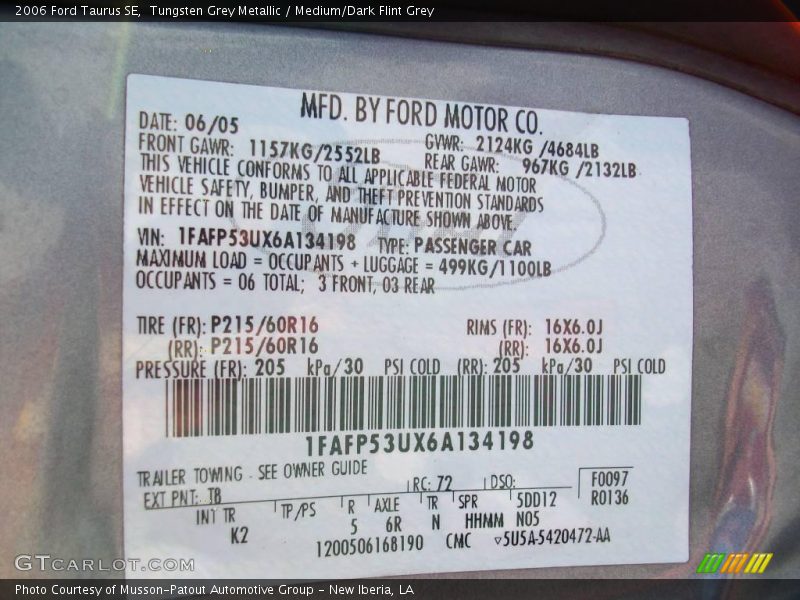 2006 Ford Taurus SE, Tungsten Grey Metallic / Medium/Dark Flint Grey
MFD. BY FORD MOTOR CO.
DATE: 06/05
GVWR: 2124KG /4684LB
FRONT GAWR: 1157KG/2552LB
REAR GAWR: 967KG /2132LB
THIS VEHICLE CONFORMS TO ALL APPLICABLE FEDERAL MOTOR
VEHICLE SAFETY, BUMPER, AND THEFT PREVENTION STANDARDS
IN EFFECT ON THE DATE OF MANUFACTURE SHOWN ABOVE.
VIN: 1FAFP53UX6A134198 TYPE: PASSENGER CAR
MAXIMUM LOAD = OCCUPANTS + LUGGAGE = 499KG/1100LB
OCCUPANTS = 06 TOTAL; 3 FRONT, 03 REAR
TIRE (FR): P215/60R16 RIMS (FR): 16X6.0J
(RR): P215/60R16 (RR): 16X6.0J
PRESSURE (FR): 205 kPa/30 PSI COLD (RR): 205 kPa/30 PSI COLD
1FAFP53UX6A134198
TRAILER TOWING - SEE OWNER GUIDE
EXT PNT: TB RC: 72 DSO: F0097
R0136
INT TR TP/PS R AXLE TR SPR 5DD12
K2 5 6R N HHMM N05
1200506168190 CMC ▿5U5A-5420472-AA
GTCarLot.com
Photo Courtesy of Musson-Patout Automotive Group - New Iberia, LA